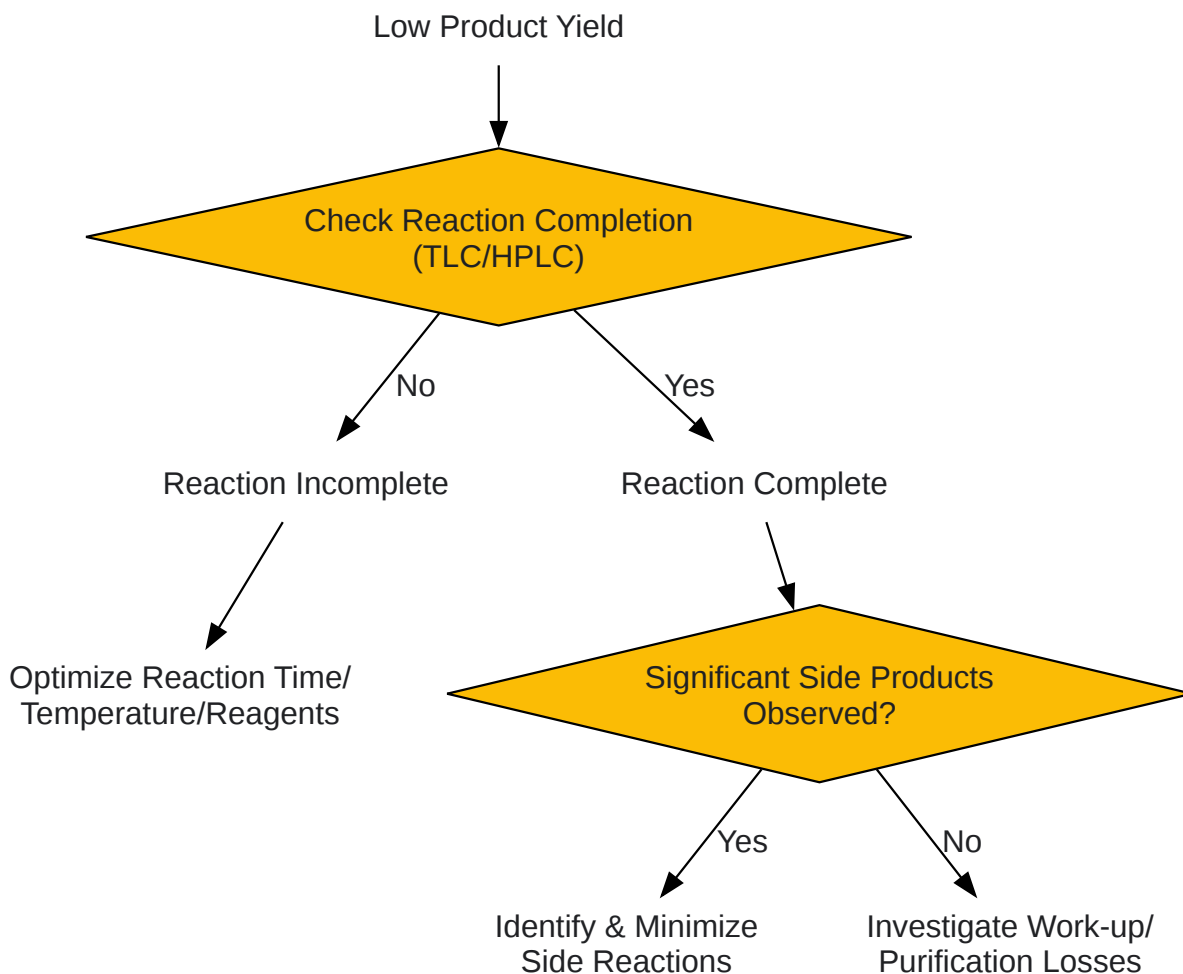 Low Product Yield
Check Reaction Completion
(TLC/HPLC)
No
Yes
Reaction Incomplete
Reaction Complete
Optimize Reaction Time/
Temperature/Reagents
Significant Side Products
Observed?
Yes
No
Identify & Minimize
Side Reactions
Investigate Work-up/
Purification Losses